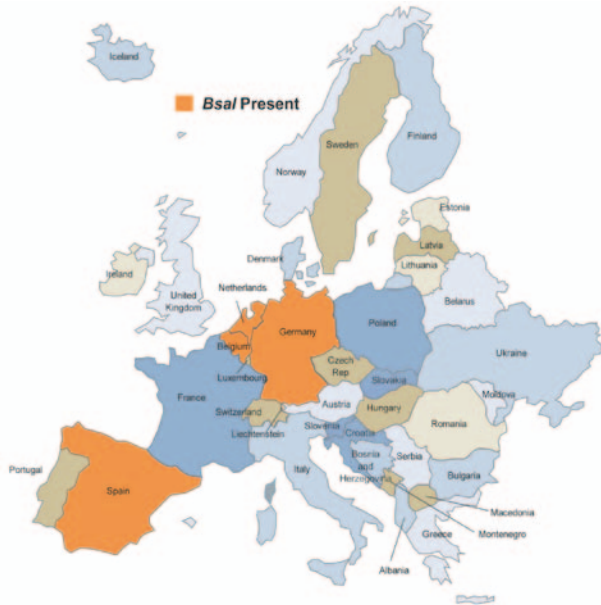 Iceland
Bsal Present
Finland
Sweden
Norway
Estonia
Latvia
Lithuania
Denmark
Ireland
Netherlands
United
Kingdom
Belarus
Poland
Germany
Belgium
Ukraine
Czech
Rep
Luxembourg
Slovakia
France
Moldova
Austria
Switzerland
Hungary
Romania
Liechtenstein
Slovenia
Croatia
Bosnia
and
Herzegovina
Serbia
Italy
Portugal
Bulgaria
Spain
Macedonia
Montenegro
Greece
Albania